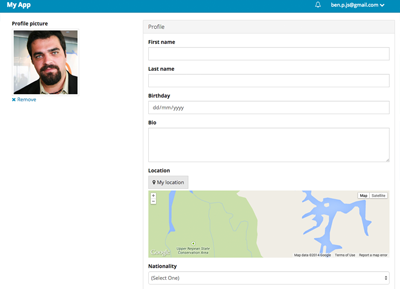 My App
ben.p.js@gmail.com
Profile picture
Remove
Profile
First name
Last name
Birthday
dd/mm/yyyy
Bio
Location
My location
+
Map Satellite
−
Upper Nepean State
Conservation Area
Google
Map data ©2014 Google Terms of Use Report a map error
Nationality
(Select One)